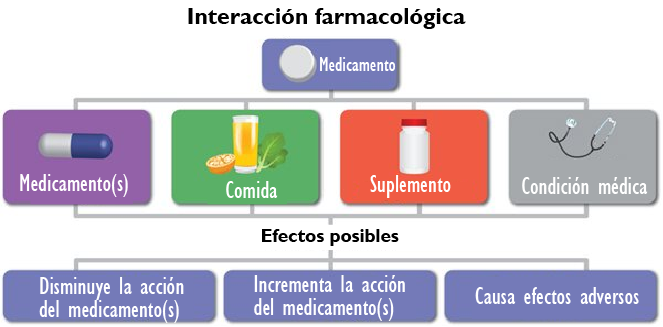 Interacción farmacológica
Medicamento
Medicamento(s)
Comida
Suplemento
Condición médica
Efectos posibles
Disminuye la acción
del medicamento(s)
Incrementa la acción
del medicamento(s)
Causa efectos adversos